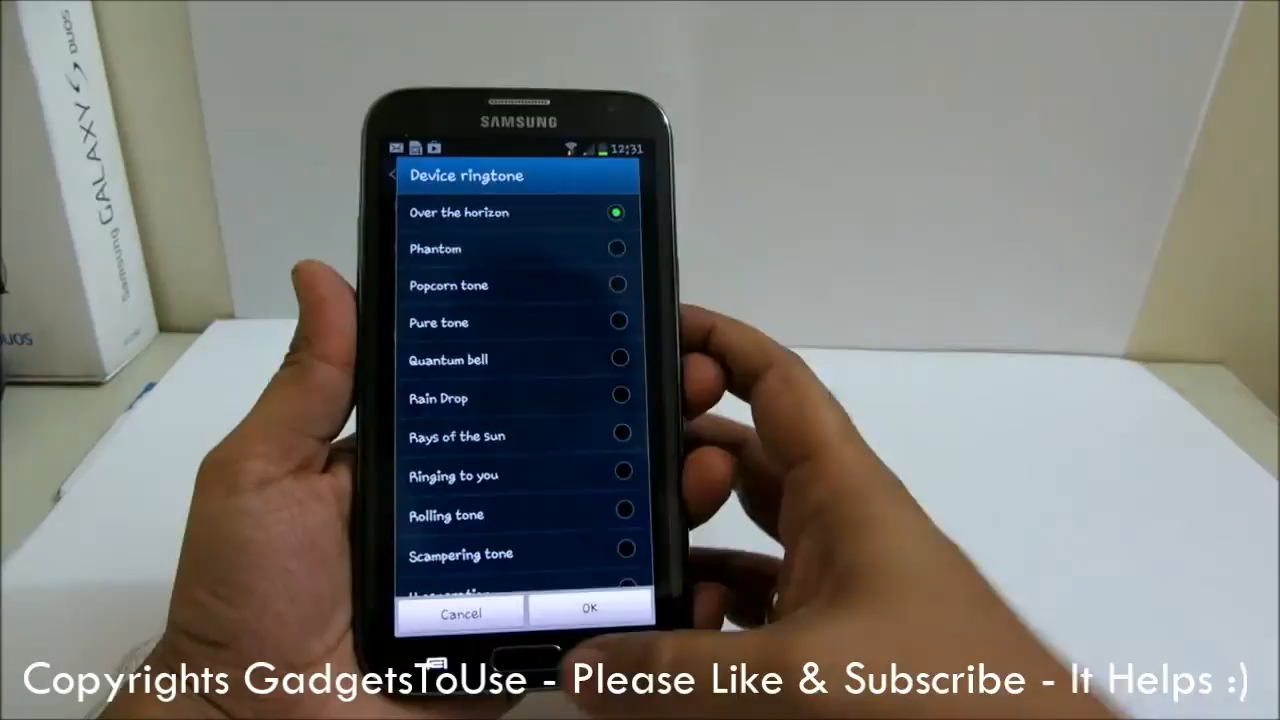 Samsung GALAXY S DUOS
DUOS
SAMSUNG
12:31
Device ringtone
Over the horizon
Phantom
Popcorn tone
Pure tone
Quantum bell
Rain Drop
Rays of the sun
Ringing to you
Rolling tone
Scampering tone
Cancel
OK
Copyrights GadgetsToUse - Please Like & Subscribe - It Helps :)